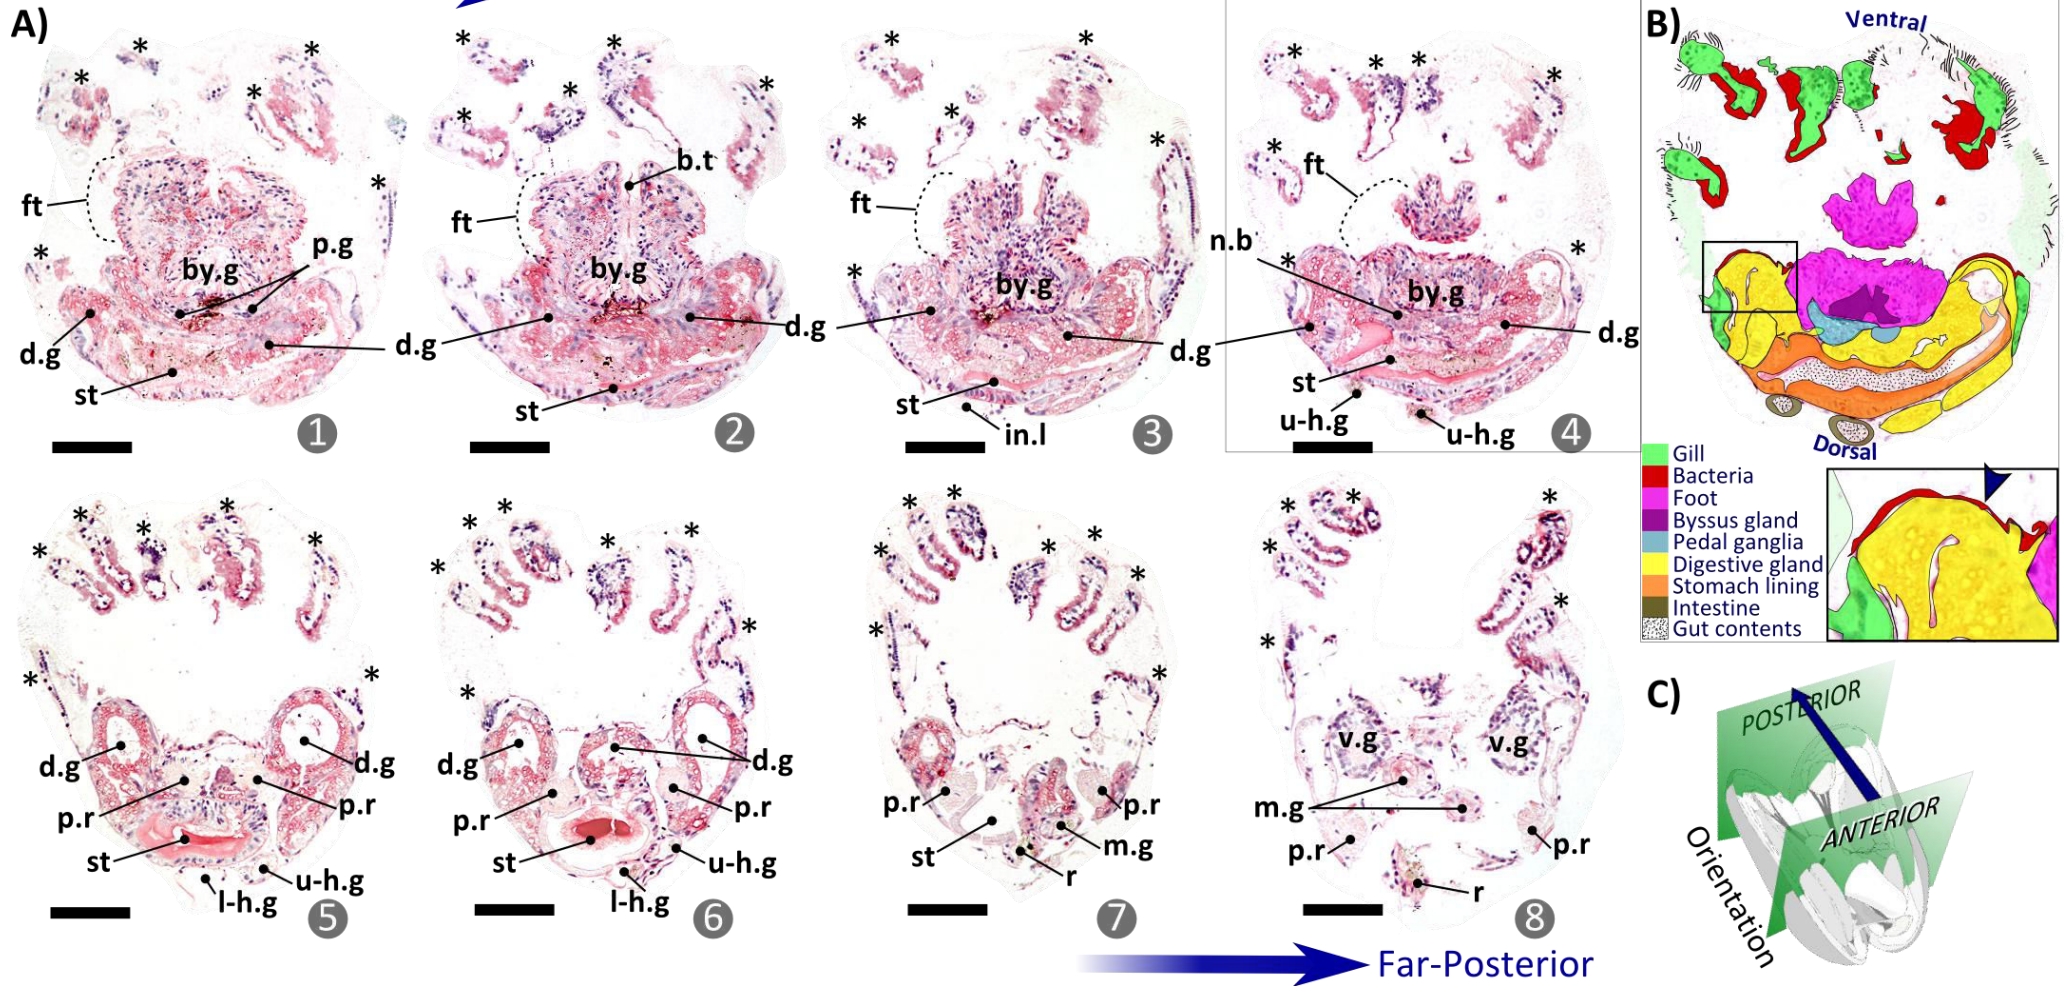 A)
*
*
*
*
*
*
ft
p.g
by.g
d.g
d.g
st
1
*
*
*
*
*
b.t
ft
by.g
d.g
st
2
*
*
*
*
*
*
ft
by.g
d.g
d.g
st
in.l
3
*
*
*
*
*
*
*
ft
n.b
by.g
d.g
st
u-h.g
u-h.g
4
*
*
*
*
*
*
*
d.g
d.g
p.r
p.r
st
u-h.g
l-h.g
5
*
*
*
*
*
*
*
d.g
d.g
p.r
p.r
st
u-h.g
l-h.g
6
*
*
*
*
*
*
*
*
p.r
p.r
st
m.g
r
7
*
*
*
*
*
v.g
v.g
m.g
p.r
p.r
r
8
Far-Posterior
B)
Ventral
Dorsal
Gill
Bacteria
Foot
Byssus gland
Pedal ganglia
Digestive gland
Stomach lining
Intestine
Gut contents
C)
POSTERIOR
ANTERIOR
Orientation